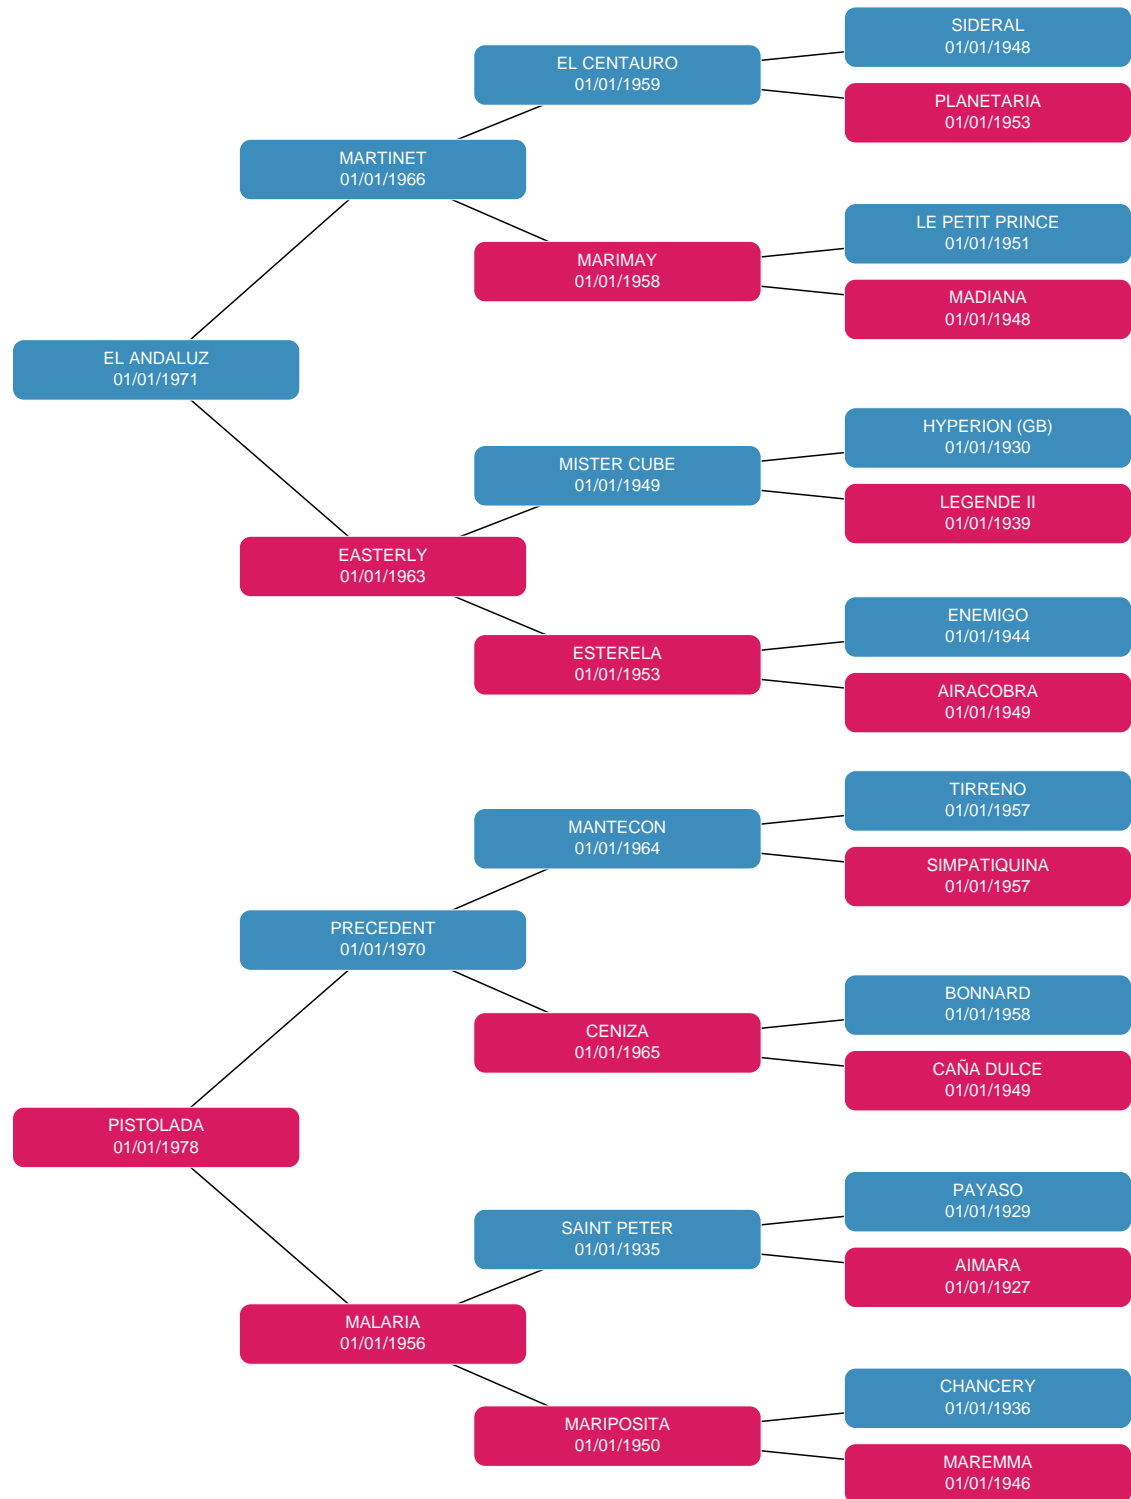 SIDERAL
01/01/1948
EL CENTAURO
01/01/1959
PLANETARIA
01/01/1953
MARTINET
01/01/1966
LE PETIT PRINCE
01/01/1951
MARIMAY
01/01/1958
MADIANA
01/01/1948
EL ANDALUZ
01/01/1971
HYPERION (GB)
01/01/1930
MISTER CUBE
01/01/1949
LEGENDE II
01/01/1939
EASTERLY
01/01/1963
ENEMIGO
01/01/1944
ESTERELA
01/01/1953
AIRACOBRA
01/01/1949
TIRRENO
01/01/1957
MANTECON
01/01/1964
SIMPATIQUINA
01/01/1957
PRECEDENT
01/01/1970
BONNARD
01/01/1958
CENIZA
01/01/1965
CAÑA DULCE
01/01/1949
PISTOLADA
01/01/1978
PAYASO
01/01/1929
SAINT PETER
01/01/1935
AIMARA
01/01/1927
MALARIA
01/01/1956
CHANCERY
01/01/1936
MARIPOSITA
01/01/1950
MAREMMA
01/01/1946